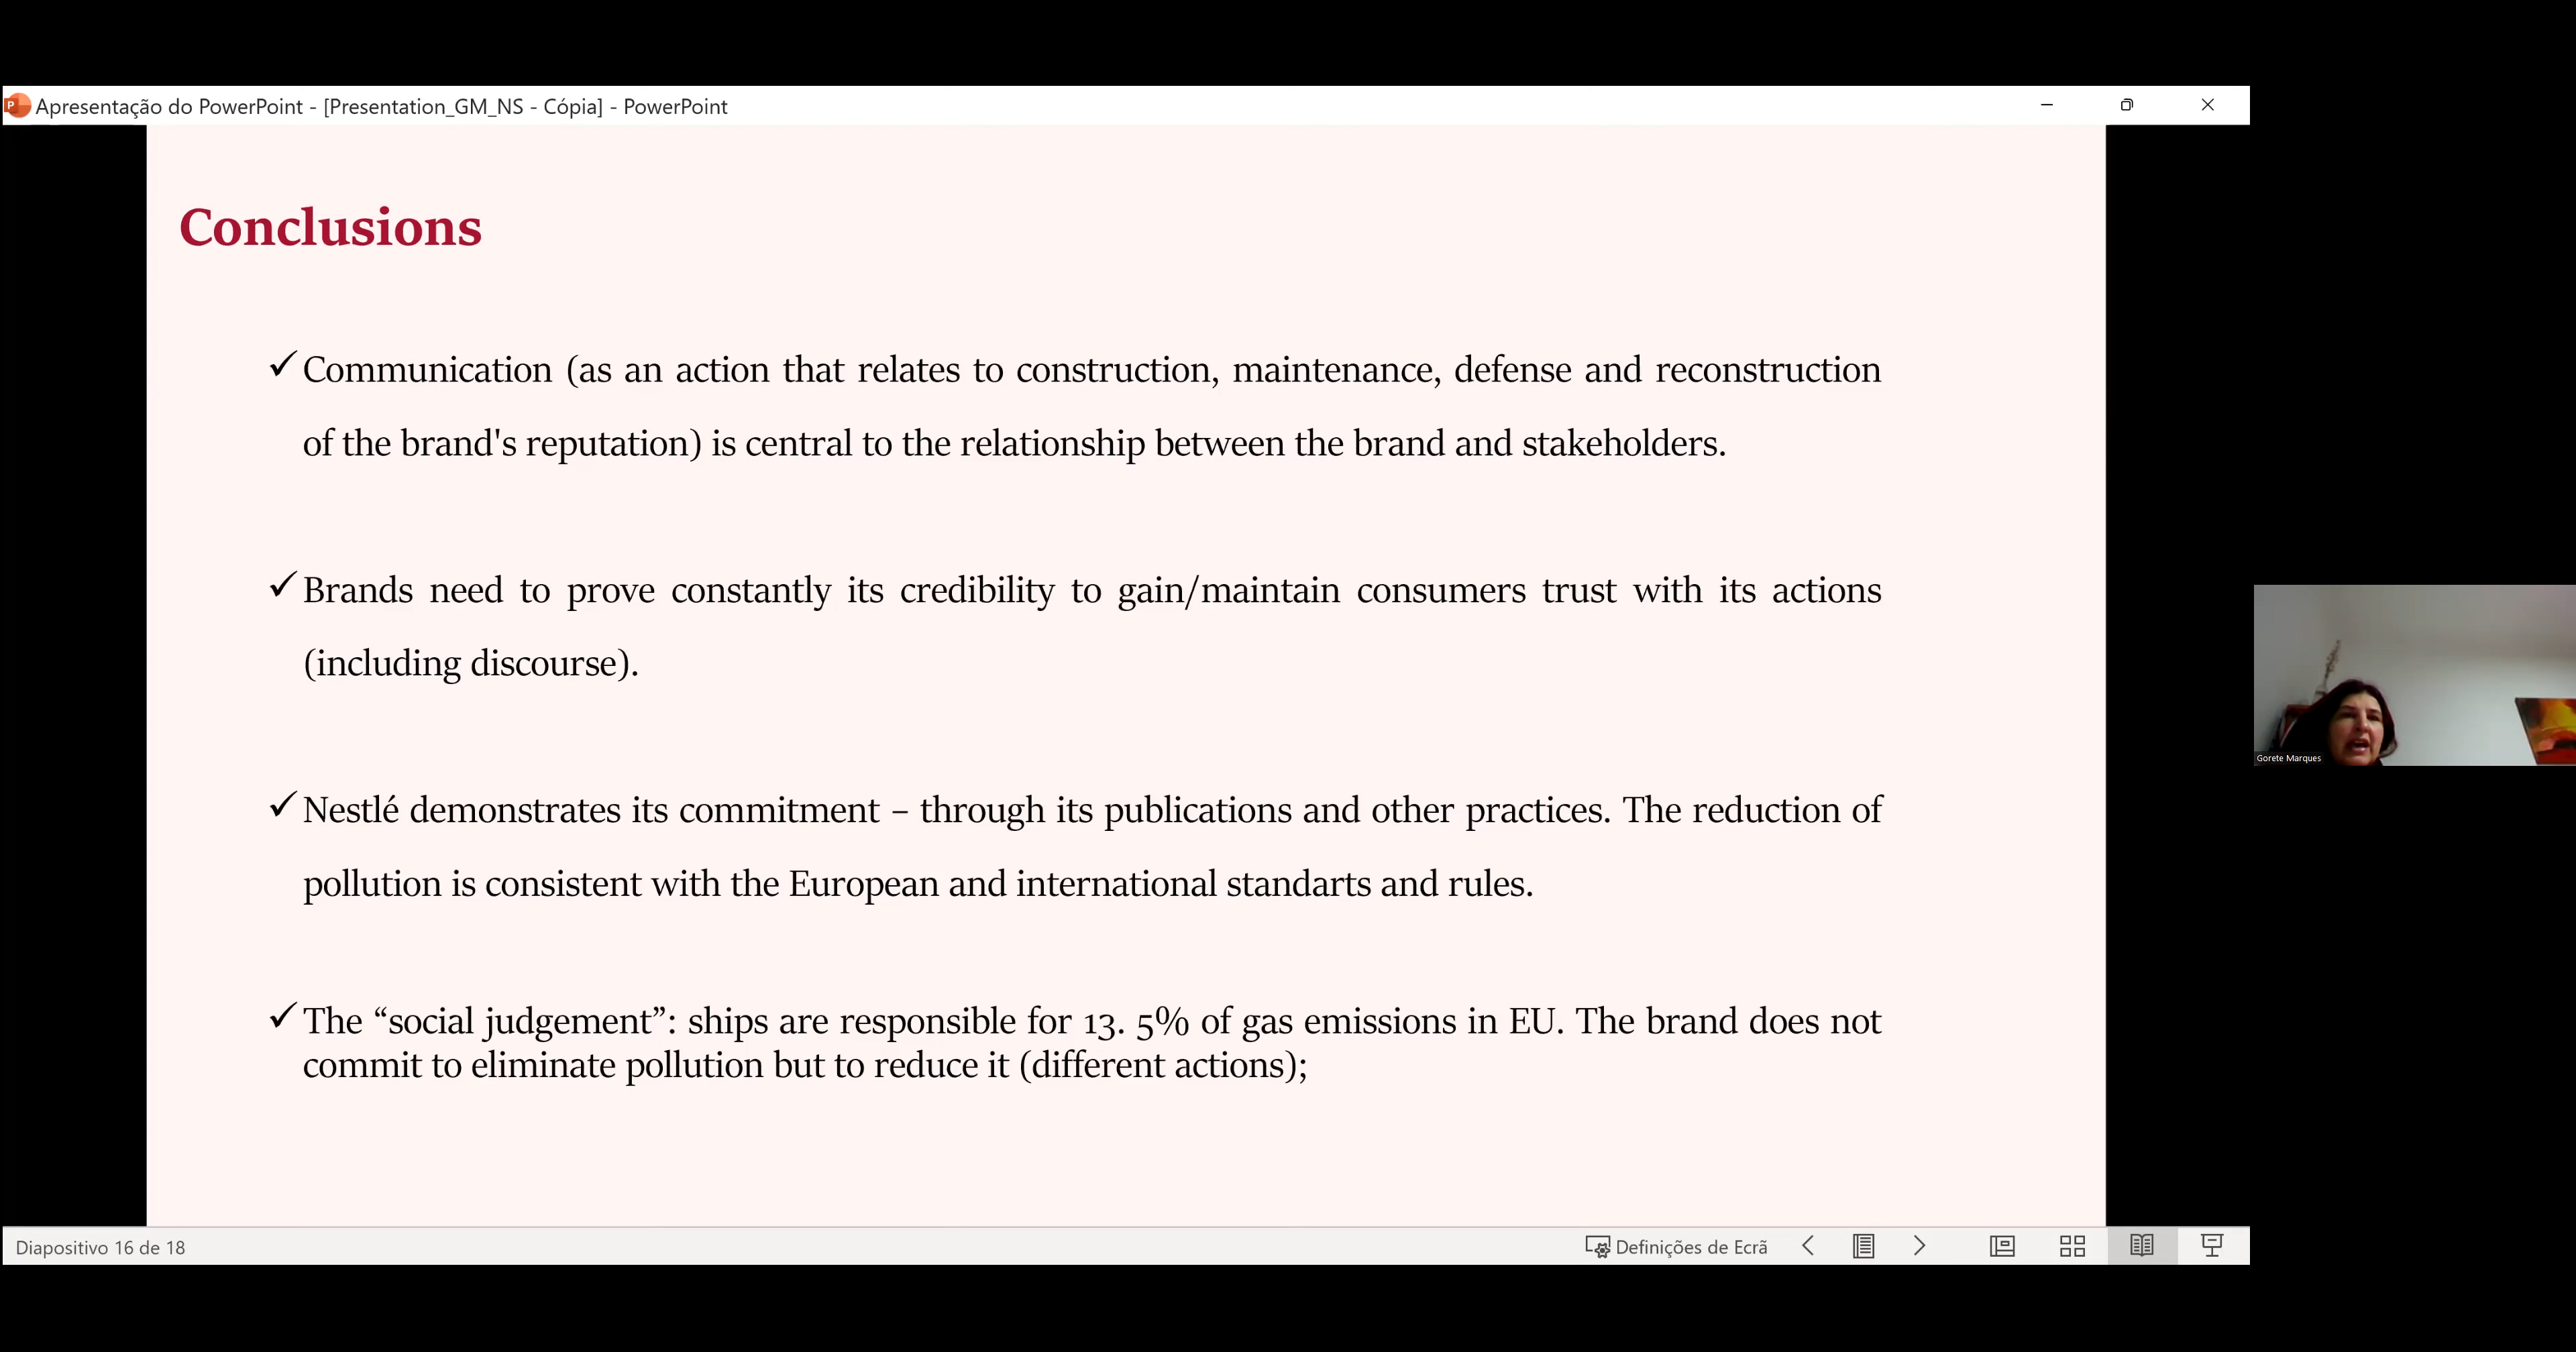 Apresentação do PowerPoint - [Presentation_GM_NS - Cópia] - PowerPoint
Conclusions
✓ Communication (as an action that relates to construction, maintenance, defense and reconstruction
of the brand's reputation) is central to the relationship between the brand and stakeholders.
✓ Brands need to prove constantly its credibility to gain/maintain consumers trust with its actions
(including discourse).
✓ Nestlé demonstrates its commitment – through its publications and other practices. The reduction of
pollution is consistent with the European and international standarts and rules.
✓ The “social judgement”: ships are responsible for 13. 5% of gas emissions in EU. The brand does not
commit to eliminate pollution but to reduce it (different actions);
Gorete Marques
Diapositivo 16 de 18
Definições de Ecrã